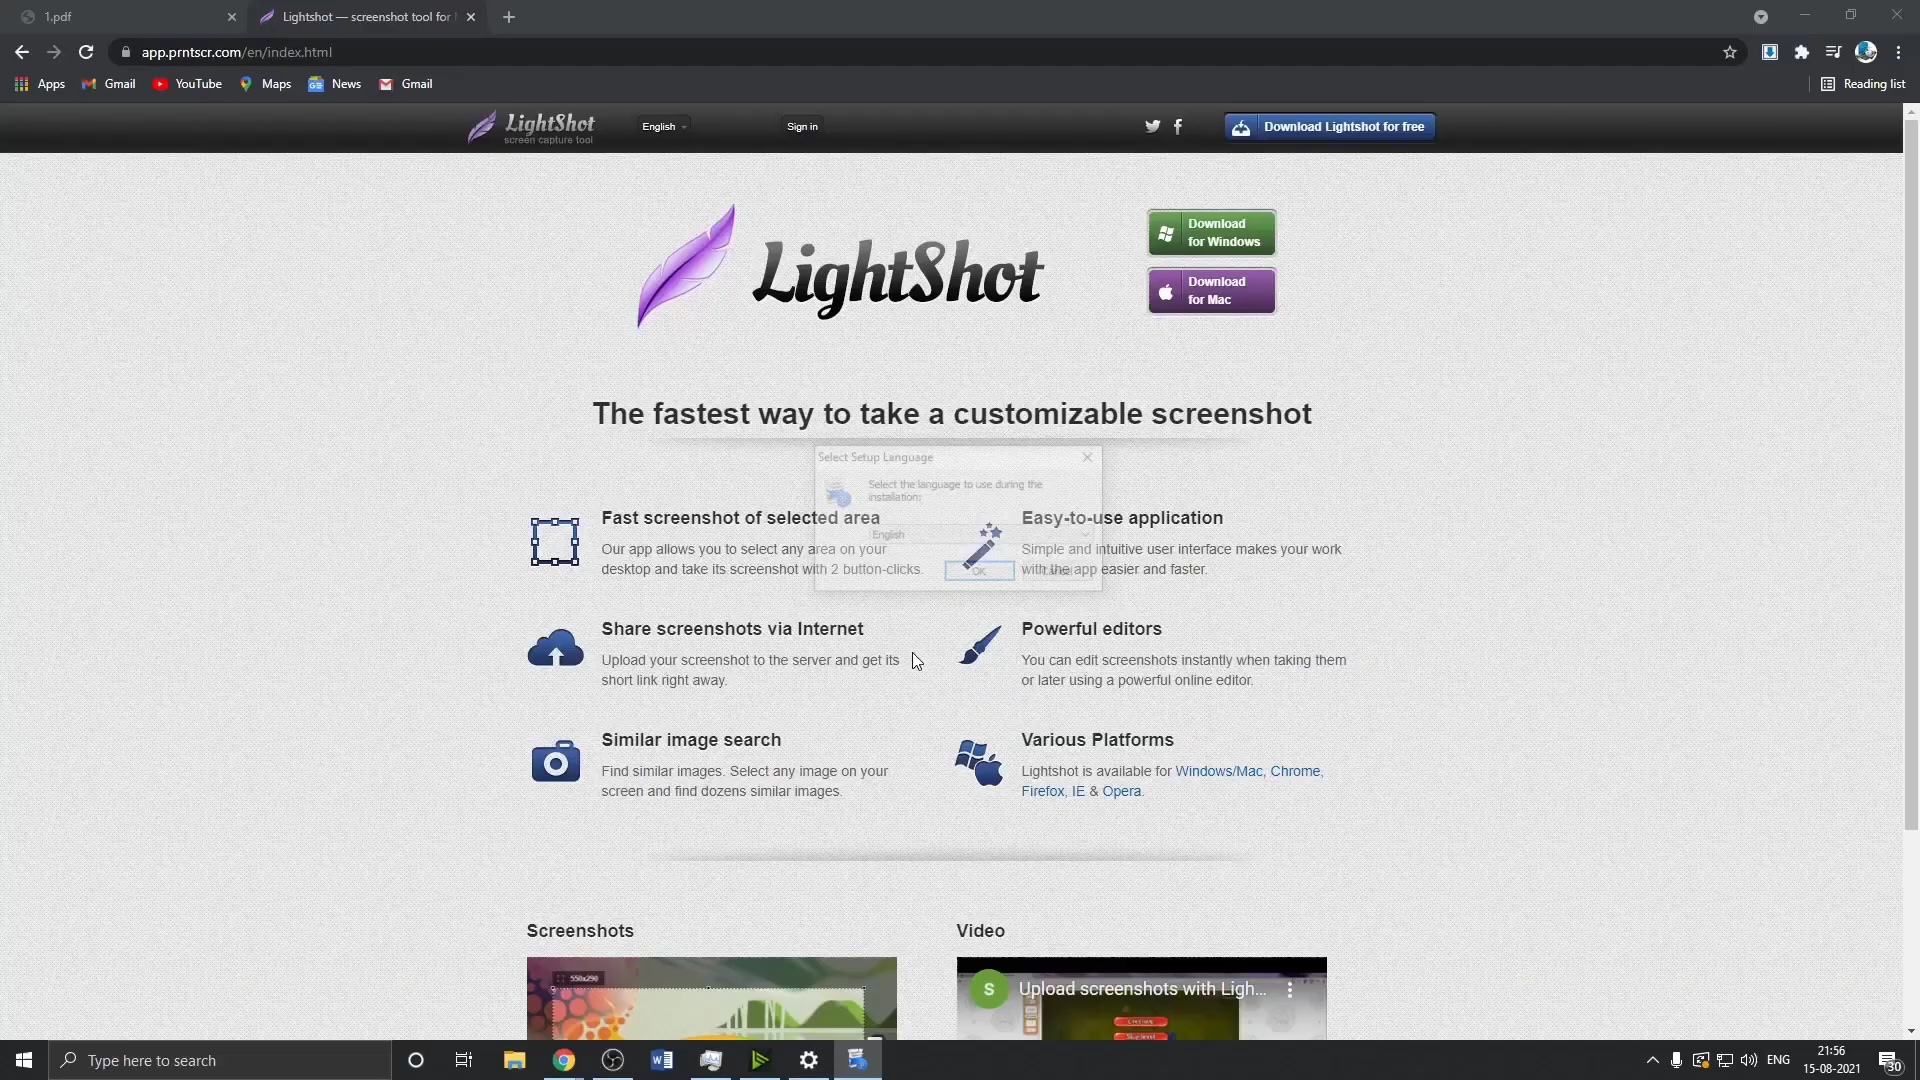 1.pdf
Lightshot — screenshot tool for
app.prntscr.com/en/index.html
Apps
Gmail
YouTube
Maps
News
Gmail
Reading list
LightShot
screen capture tool
English
Sign in
Download Lightshot for free
LightShot
Download
for Windows
Download
for Mac
The fastest way to take a customizable screenshot
Select Setup Language
Select the language to use during the
installation:
English
OK
Cancel
Fast screenshot of selected area
Our app allows you to select any area on your
desktop and take its screenshot with 2 button-clicks.
Easy-to-use application
Simple and intuitive user interface makes your work
with the app easier and faster.
Share screenshots via Internet
Upload your screenshot to the server and get its
short link right away.
Powerful editors
You can edit screenshots instantly when taking them
or later using a powerful online editor.
Similar image search
Find similar images. Select any image on your
screen and find dozens similar images.
Various Platforms
Lightshot is available for Windows/Mac, Chrome,
Firefox, IE & Opera.
Screenshots
550x290
Video
S
Upload screenshots with Ligh...
Type here to search
ENG
21:56
15-08-2021
30